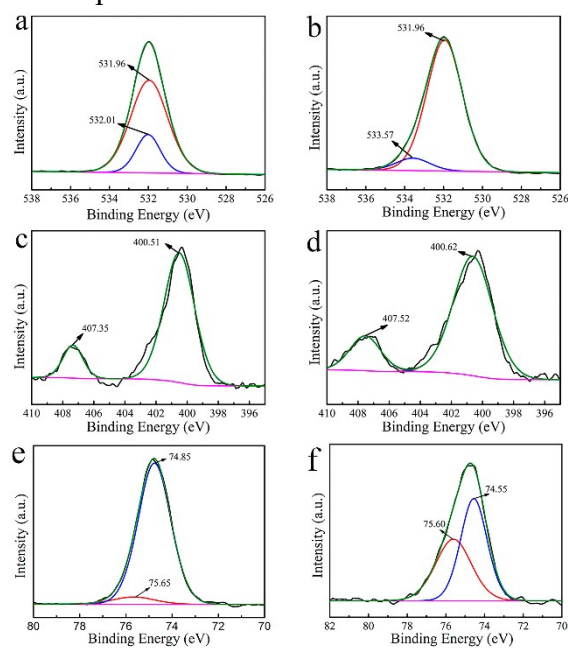 a
531.96
532.01
Intensity (a.u.)
538 536 534 532 530 528 526
Binding Energy (eV)
b
531.96
533.57
Intensity (a.u.)
538 536 534 532 530 528 526
Binding Energy (eV)
c
400.51
407.35
Intensity (a.u.)
410 408 406 404 402 400 398 396
Binding Energy (eV)
d
400.62
407.52
Intensity (a.u.)
410 408 406 404 402 400 398 396
Binding Energy (eV)
e
74.85
75.65
Intensity (a.u.)
80 78 76 74 72 70
Binding Energy (eV)
f
74.55
75.60
Intensity (a.u.)
82 80 78 76 74 72 70
Binding Energy (eV)